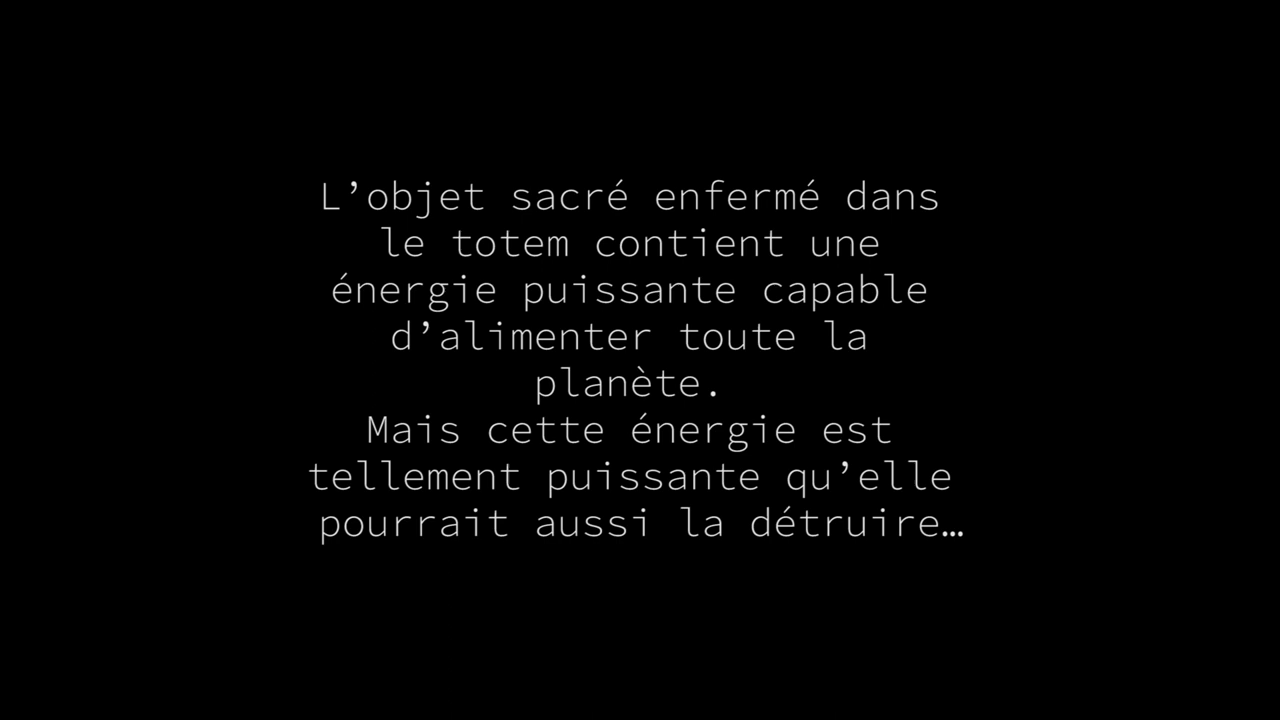 L’objet sacré enfermé dans
le totem contient une
énergie puissante capable
d’alimenter toute la
planète.
Mais cette énergie est
tellement puissante qu’elle
pourrait aussi la détruire…